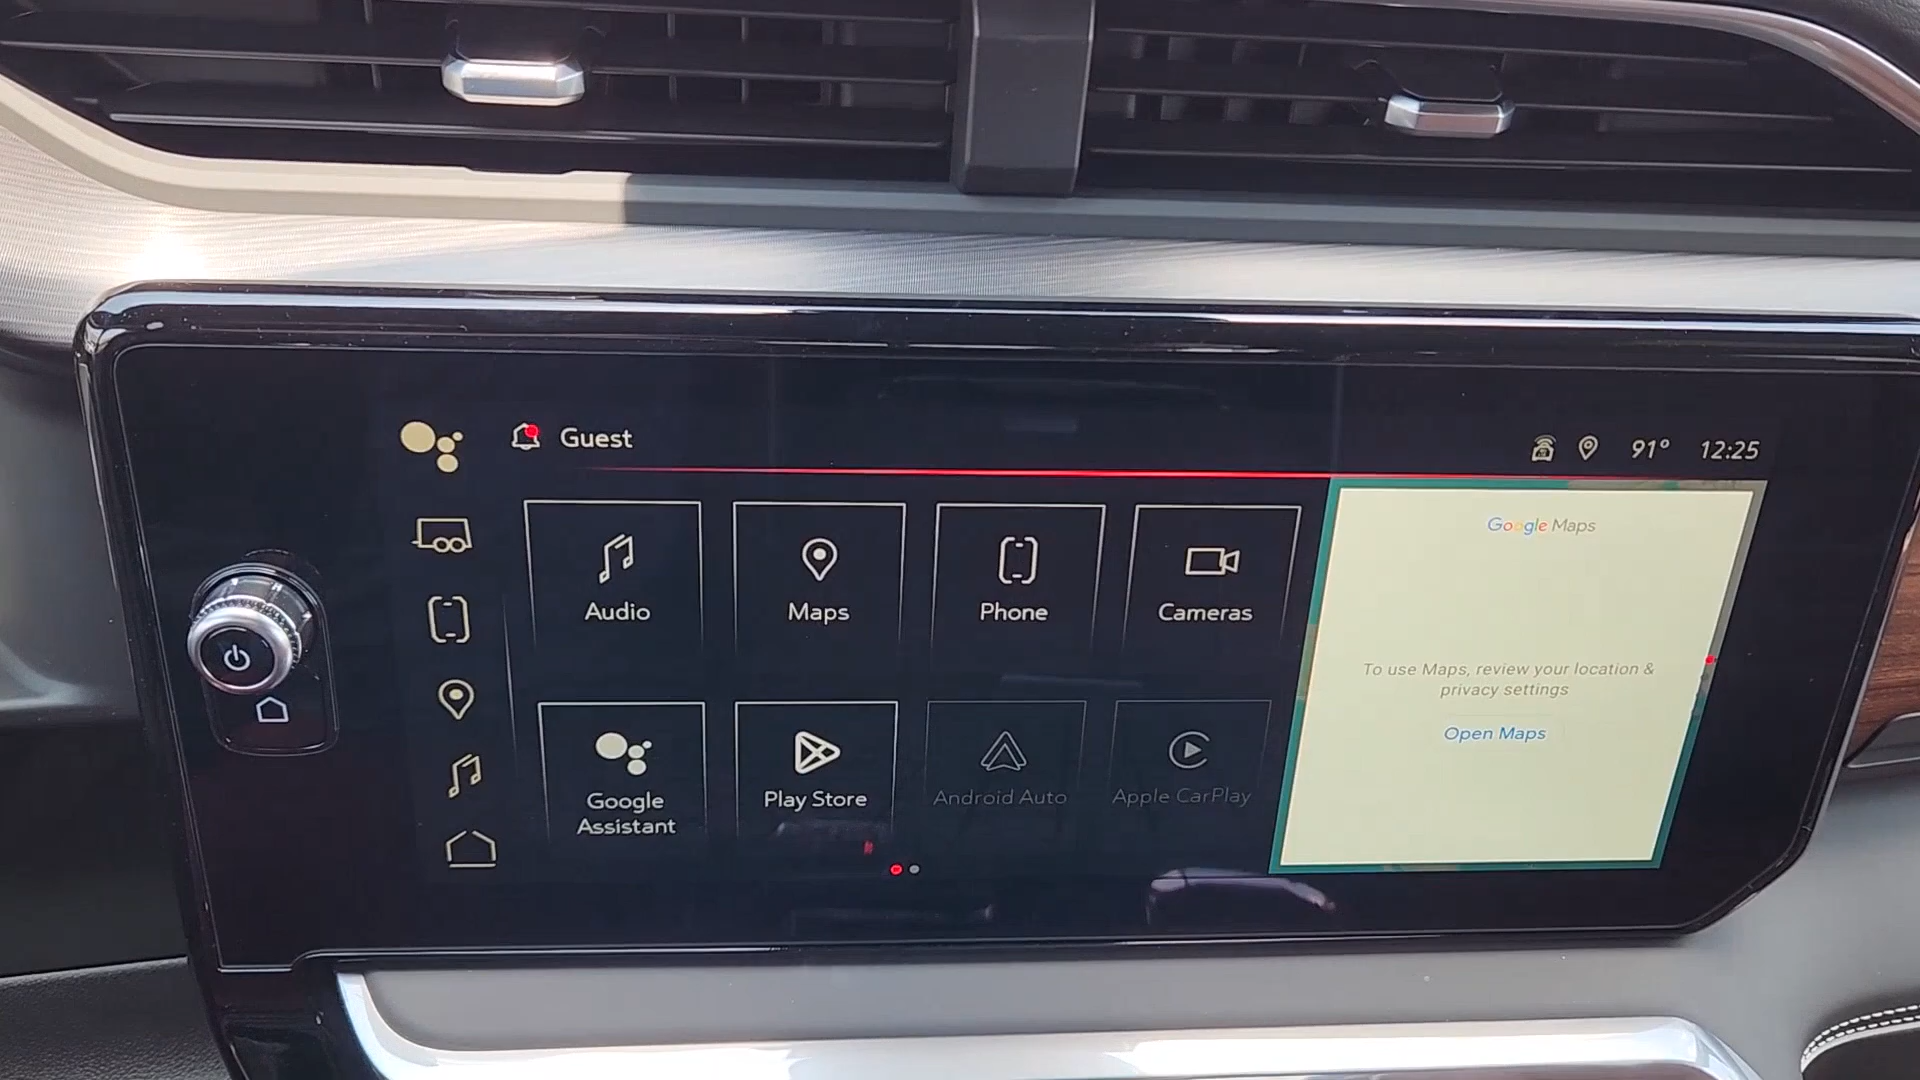 Guest
91° 12:25
Audio
Maps
Phone
Cameras
Google Maps
To use Maps, review your location &
privacy settings
Open Maps
Google
Assistant
Play Store
Android Auto
Apple CarPlay